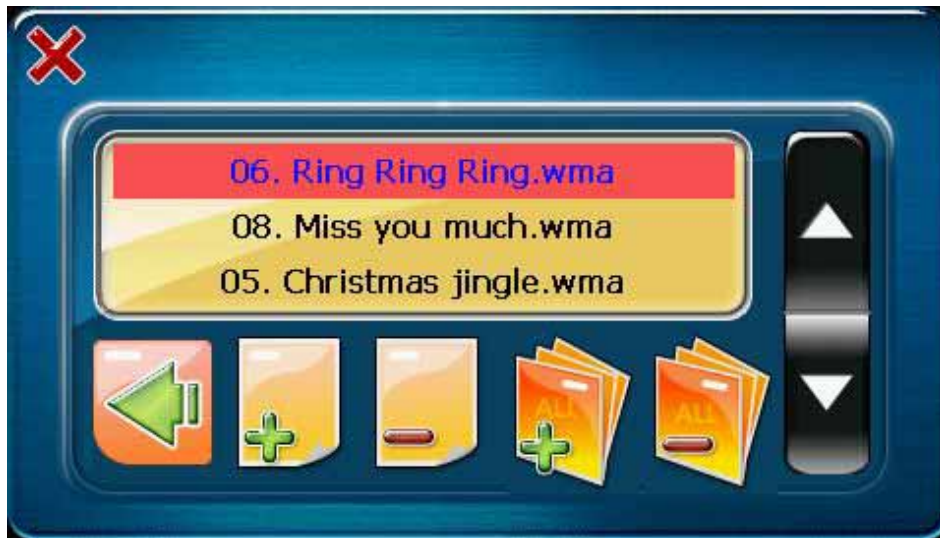 06. Ring Ring Ring.wma
08. Miss you much.wma
05. Christmas jingle.wma
ALL
ALL